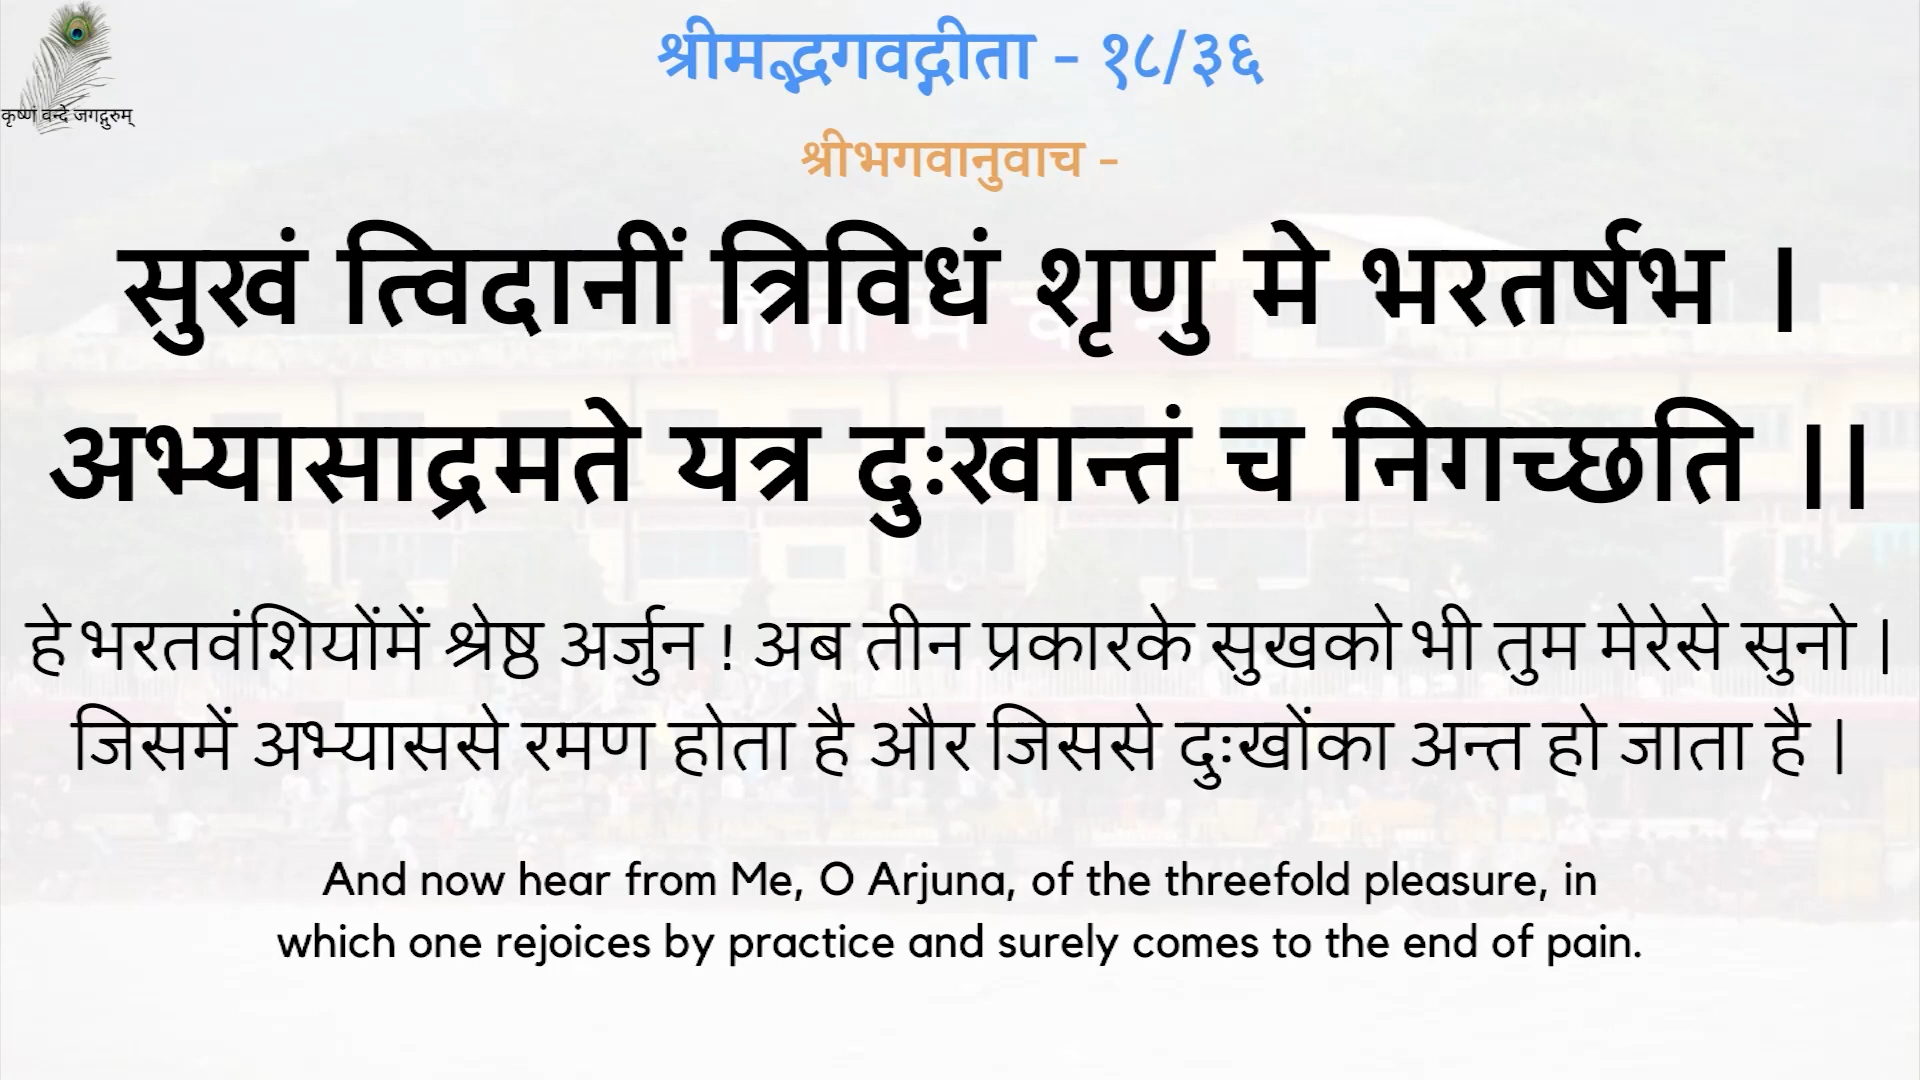 श्रीमद्भगवद्गीता - १८/३६
कृष्णं वन्दे जगद्गुरुम्
श्रीभगवानुवाच -
सुखं त्विदानीं त्रिविधं शृणु मे भरतर्षभ ।
अभ्यासाद्रमते यत्र दुःखान्तं च निगच्छति ।।
हे भरतवंशियोंमें श्रेष्ठ अर्जुन ! अब तीन प्रकारके सुखको भी तुम मेरेसे सुनो |
जिसमें अभ्याससे रमण होता है और जिससे दुःखोंका अन्त हो जाता है |
And now hear from Me, O Arjuna, of the threefold pleasure, in
which one rejoices by practice and surely comes to the end of pain.